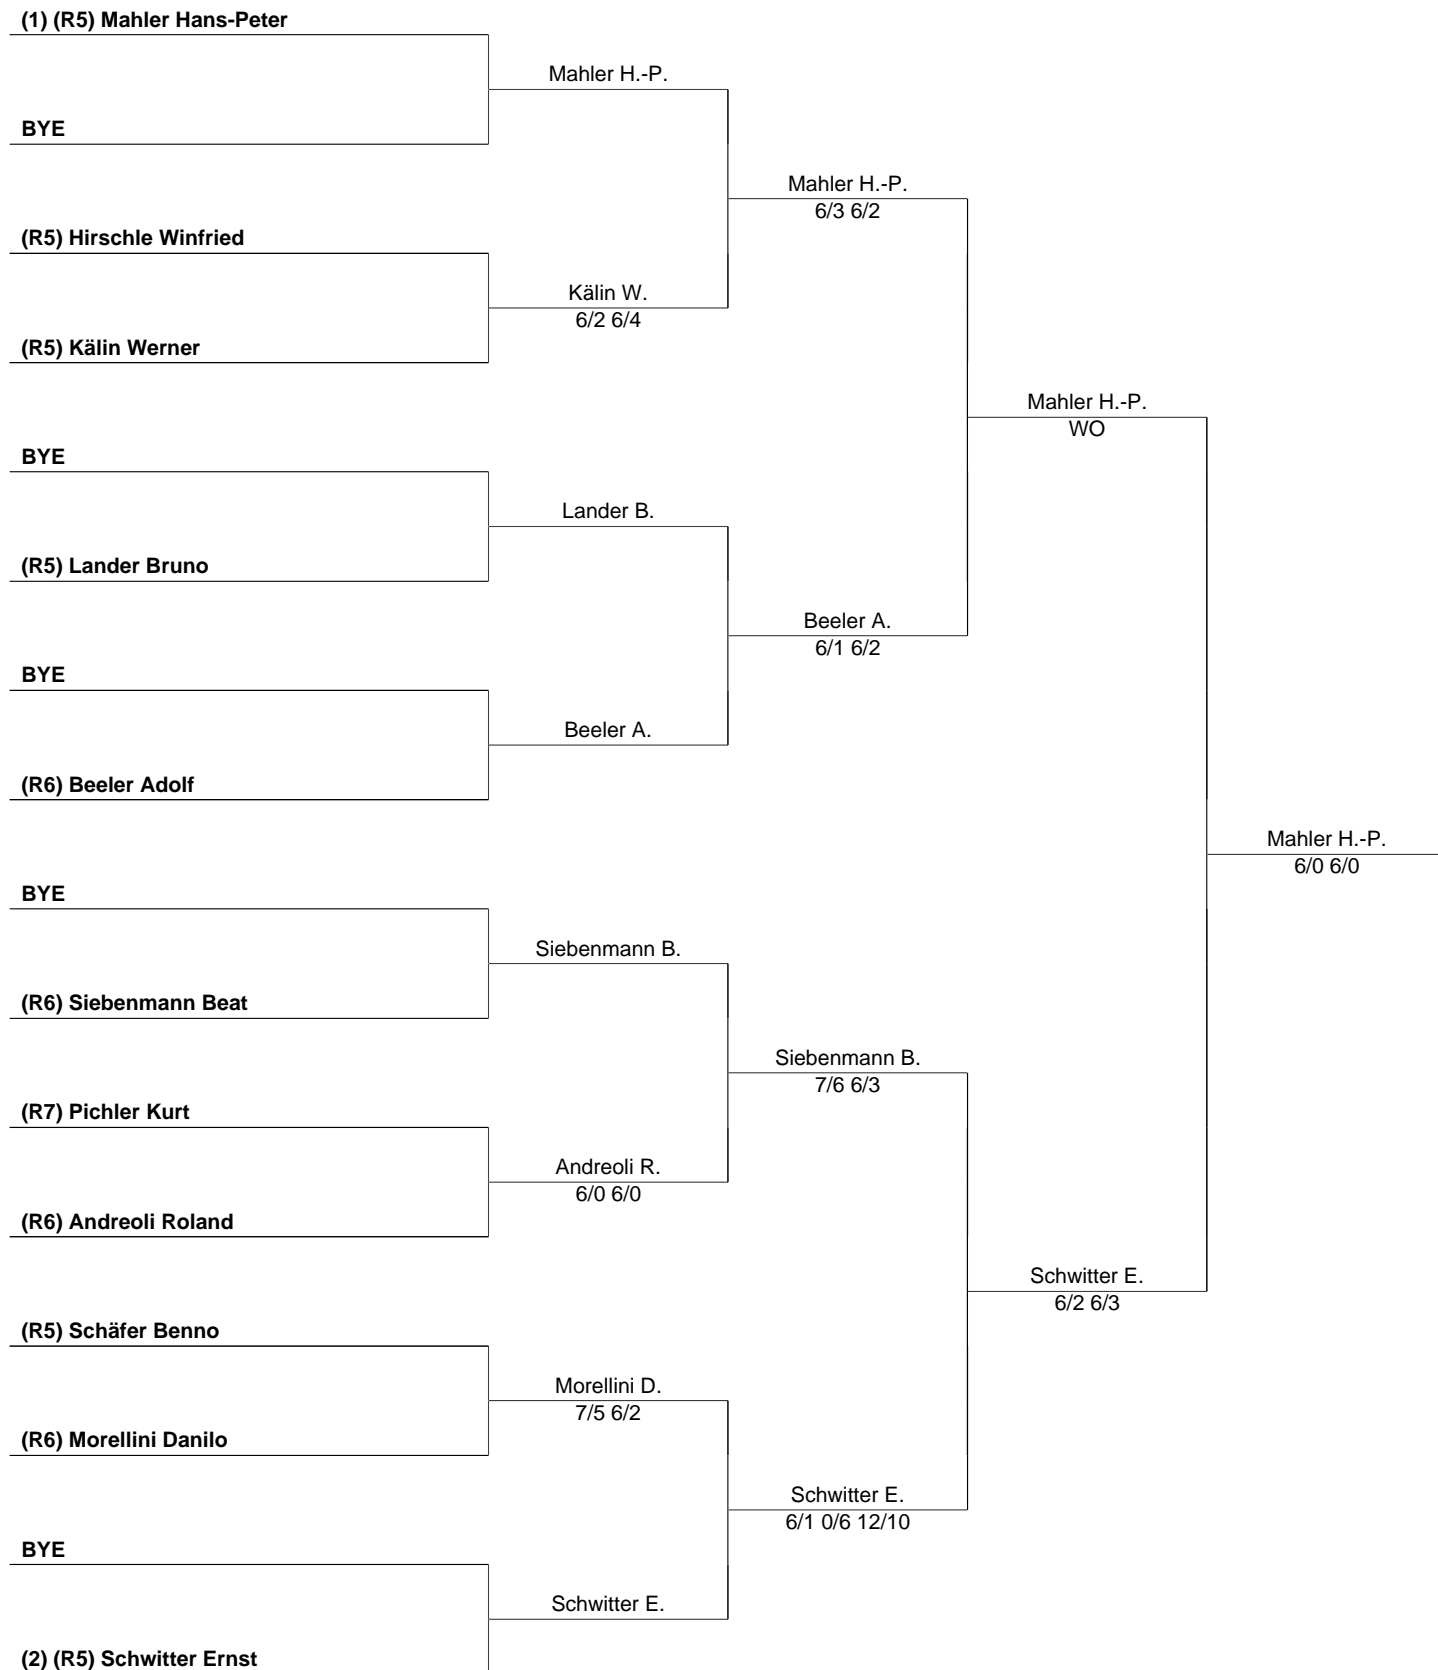 (1) (R5) Mahler Hans-Peter
Mahler H.-P.
BYE
Mahler H.-P.
6/3 6/2
(R5) Hirschle Winfried
Kälin W.
6/2 6/4
(R5) Kälin Werner
Mahler H.-P.
WO
BYE
Lander B.
(R5) Lander Bruno
Beeler A.
6/1 6/2
BYE
Beeler A.
(R6) Beeler Adolf
Mahler H.-P.
6/0 6/0
BYE
Siebenmann B.
(R6) Siebenmann Beat
Siebenmann B.
7/6 6/3
(R7) Pichler Kurt
Andreoli R.
6/0 6/0
(R6) Andreoli Roland
Schwitter E.
6/2 6/3
(R5) Schäfer Benno
Morellini D.
7/5 6/2
(R6) Morellini Danilo
Schwitter E.
6/1 0/6 12/10
BYE
Schwitter E.
(2) (R5) Schwitter Ernst